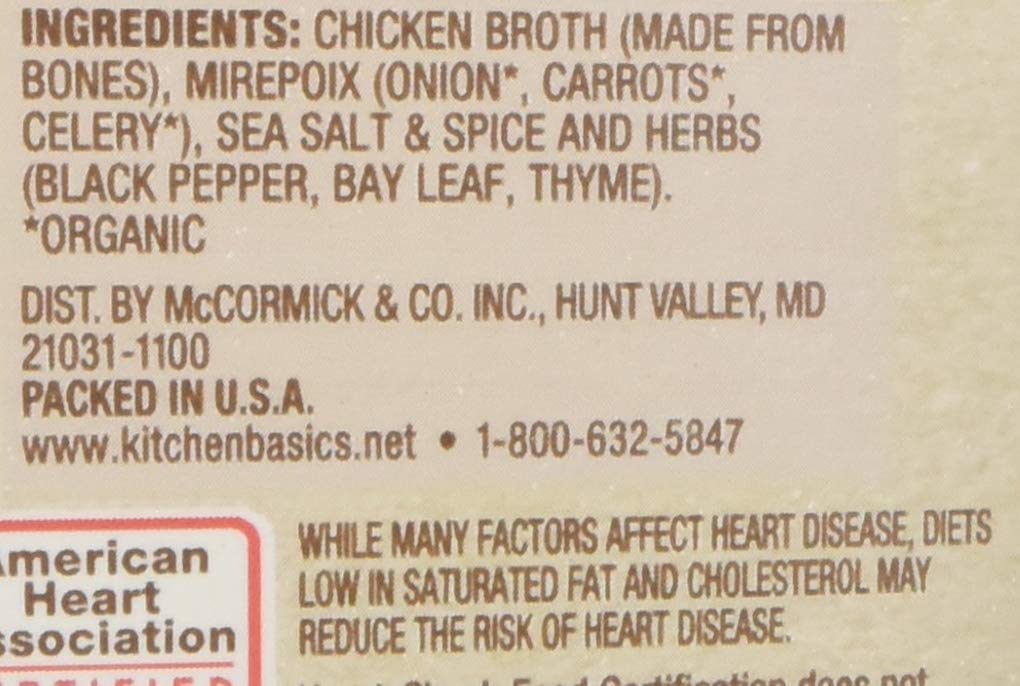 INGREDIENTS: CHICKEN BROTH (MADE FROM
BONES), MIREPOIX (ONION*, CARROTS*,
CELERY*), SEA SALT & SPICE AND HERBS
(BLACK PEPPER, BAY LEAF, THYME).
*ORGANIC
DIST. BY McCORMICK & CO. INC., HUNT VALLEY, MD
21031-1100
PACKED IN U.S.A.
www.kitchenbasics.net • 1-800-632-5847
American
Heart
Association
WHILE MANY FACTORS AFFECT HEART DISEASE, DIETS
LOW IN SATURATED FAT AND CHOLESTEROL MAY
REDUCE THE RISK OF HEART DISEASE.